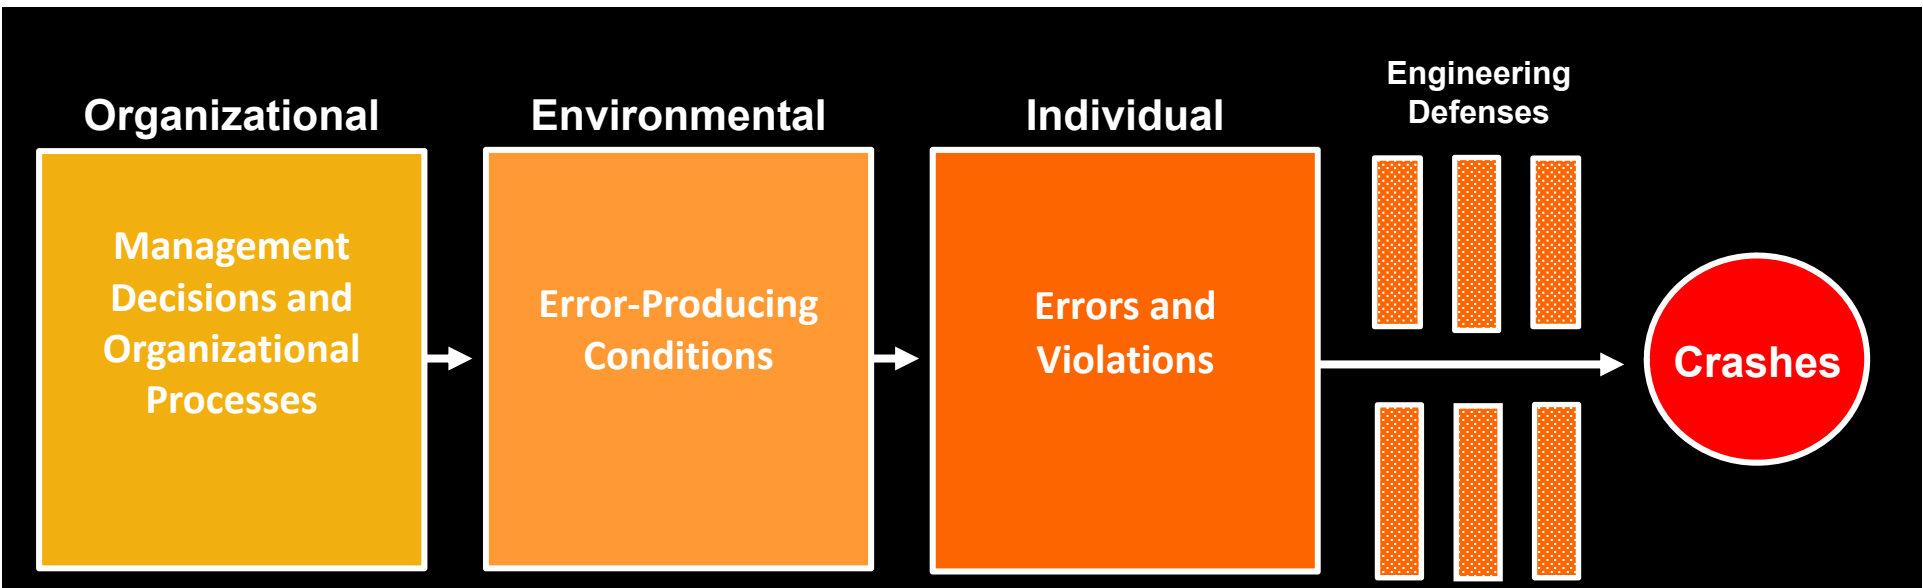 Organizational
Management
Decisions and
Organizational
Processes
Environmental
Error-Producing
Conditions
Individual
Errors and
Violations
Engineering
Defenses
Crashes